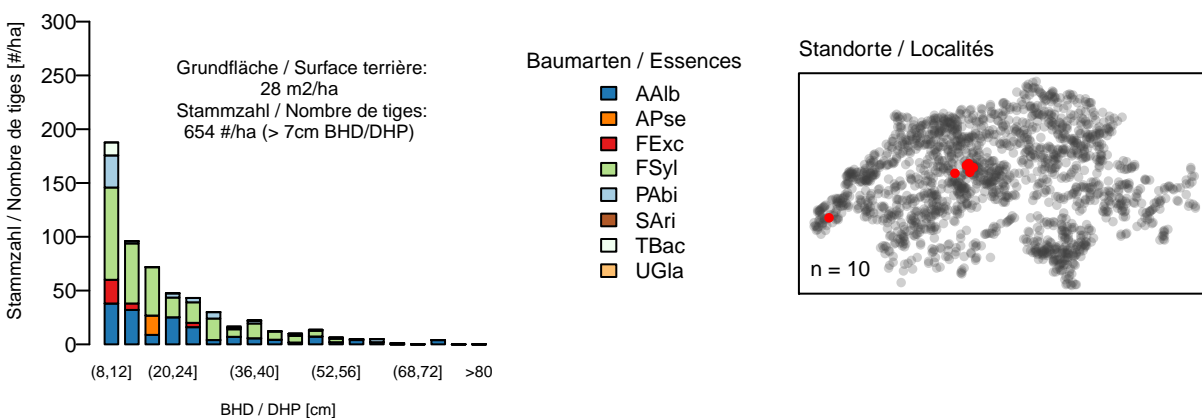 Stammzahl / Nombre de tiges [#/ha]
300
250
200
150
100
50
0
Grundfläche / Surface terrière:
28 m2/ha
Stammzahl / Nombre de tiges:
654 #/ha (> 7cm BHD/DHP)
(8,12]
(20,24]
(36,40]
(52,56]
(68,72]
>80
BHD / DHP [cm]
Baumarten / Essences
AAlb
APse
FExc
FSyl
PAbi
SAri
TBac
UGla
Standorte / Localités
n = 10